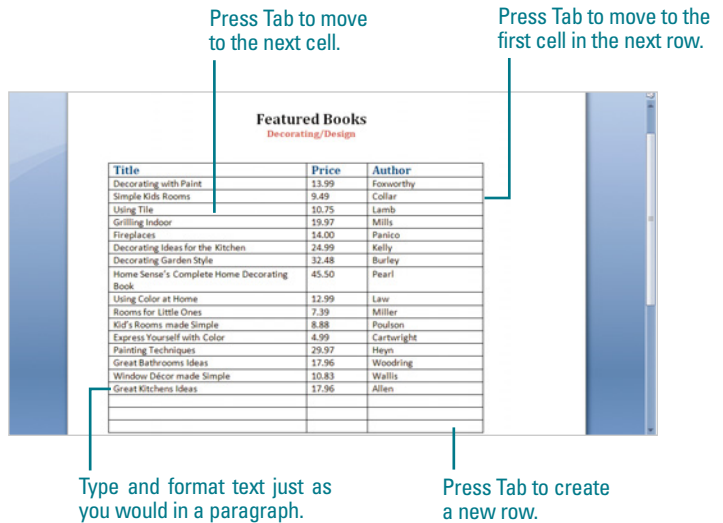 Press Tab to move
to the next cell.
Press Tab to move to the
first cell in the next row.
Featured Books
Decorating/Design
Title Price Author
Decorating with Paint 13.99 Foxworthy
Simple Kids Rooms 9.49 Collar
Using Tile 10.75 Lamb
Grilling Indoor 19.97 Mills
Fireplaces 14.00 Panico
Decorating Ideas for the Kitchen 24.99 Kelly
Decorating Garden Style 32.48 Burley
Home Sense's Complete Home Decorating 45.50 Pearl
Book
Using Color at Home 12.99 Law
Rooms for Little Ones 7.39 Miller
Kid's Rooms made Simple 8.88 Poulson
Express Yourself with Color 4.99 Cartwright
Painting Techniques 29.97 Heyn
Great Bathrooms Ideas 17.96 Woodring
Window Décor made Simple 10.83 Wallis
Great Kitchens Ideas 17.96 Allen
Type and format text just as
you would in a paragraph.
Press Tab to create
a new row.